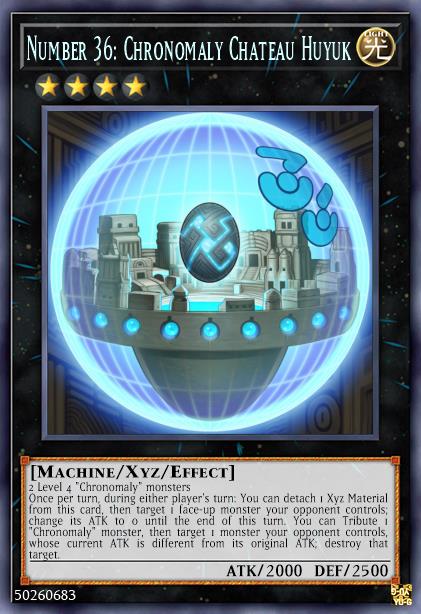 Number 36: Chronomaly Chateau Huyuk
LIGHT
光
[Machine/Xyz/Effect]
2 Level 4 "Chronomaly" monsters
Once per turn, during either player's turn: You can detach 1 Xyz Material
from this card, then target 1 face-up monster your opponent controls;
change its ATK to 0 until the end of this turn. You can Tribute 1
"Chronomaly" monster, then target 1 monster your opponent controls,
whose current ATK is different from its original ATK; destroy that
target.
ATK/2000 DEF/2500
50260683